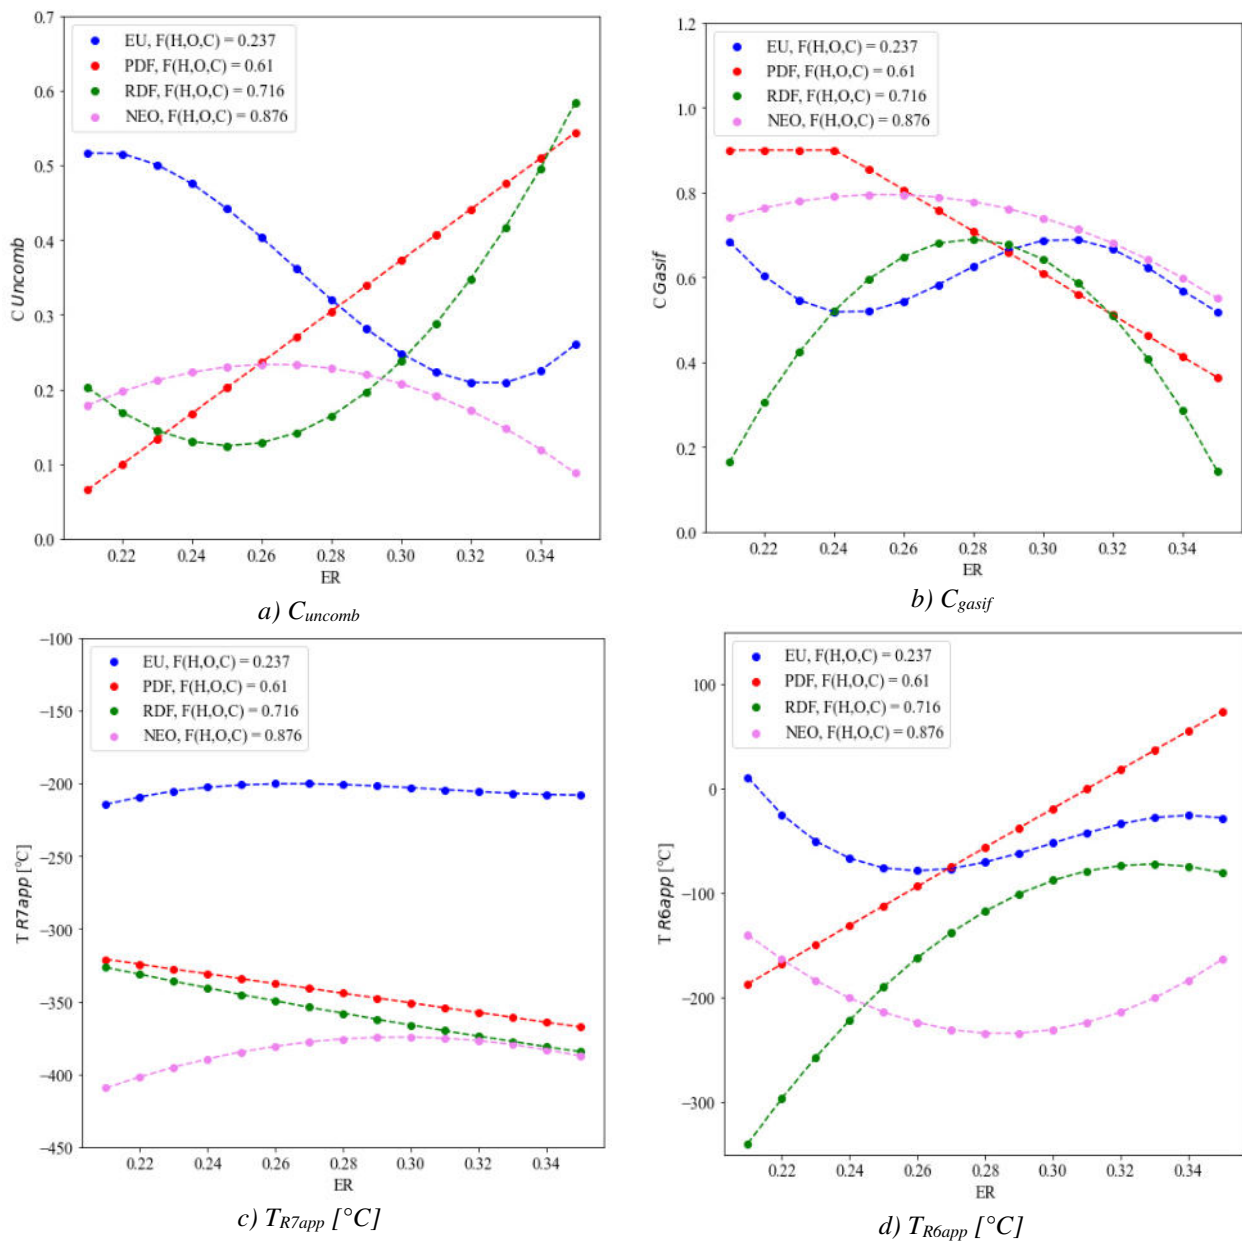 0.7
0.6
0.5
0.4
0.3
0.2
0.1
0.0
C Uncomb
EU, F(H,O,C) = 0.237
PDF, F(H,O,C) = 0.61
RDF, F(H,O,C) = 0.716
NEO, F(H,O,C) = 0.876
0.22 0.24 0.26 0.28 0.30 0.32 0.34
ER
a) Cuncomb
1.2
1.0
0.8
0.6
0.4
0.2
0.0
C Gasif
EU, F(H,O,C) = 0.237
PDF, F(H,O,C) = 0.61
RDF, F(H,O,C) = 0.716
NEO, F(H,O,C) = 0.876
0.22 0.24 0.26 0.28 0.30 0.32 0.34
ER
b) Cgasif
−100
−150
−200
−250
−300
−350
−400
−450
T R7app [°C]
EU, F(H,O,C) = 0.237
PDF, F(H,O,C) = 0.61
RDF, F(H,O,C) = 0.716
NEO, F(H,O,C) = 0.876
0.22 0.24 0.26 0.28 0.30 0.32 0.34
ER
c) TR7app [°C]
100
0
−100
−200
−300
T R6app [°C]
EU, F(H,O,C) = 0.237
PDF, F(H,O,C) = 0.61
RDF, F(H,O,C) = 0.716
NEO, F(H,O,C) = 0.876
0.22 0.24 0.26 0.28 0.30 0.32 0.34
ER
d) TR6app [°C]